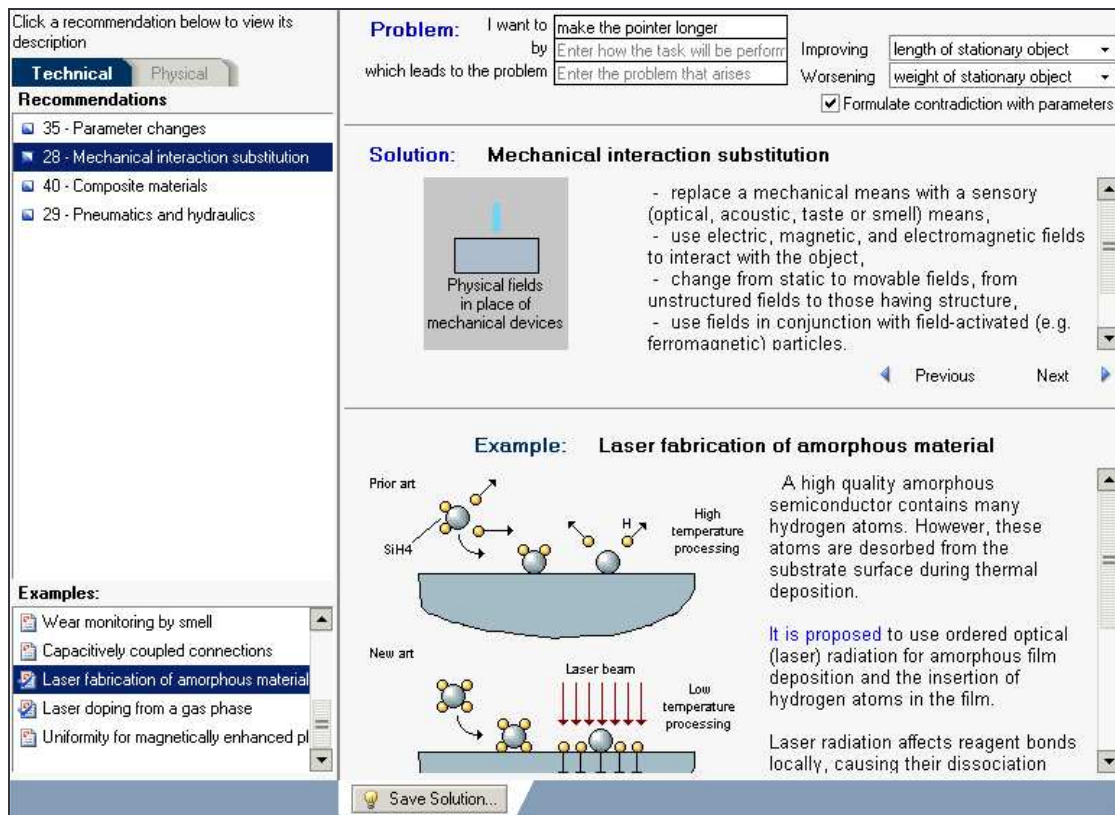 Click a recommendation below to view its
description
Technical
Physical
Recommendations
35 - Parameter changes
28 - Mechanical interaction substitution
40 - Composite materials
29 - Pneumatics and hydraulics
Examples:
Wear monitoring by smell
Capacitively coupled connections
Laser fabrication of amorphous material
Laser doping from a gas phase
Uniformity for magnetically enhanced pl
Problem:
I want to make the pointer longer
by Enter how the task will be perform
which leads to the problem Enter the problem that arises
Improving length of stationary object
Worsening weight of stationary object
Formulate contradiction with parameters
Solution: Mechanical interaction substitution
Physical fields
in place of
mechanical devices
- replace a mechanical means with a sensory
(optical, acoustic, taste or smell) means,
- use electric, magnetic, and electromagnetic fields
to interact with the object,
- change from static to movable fields, from
unstructured fields to those having structure,
- use fields in conjunction with field-activated (e.g.
ferromagnetic) particles.
Previous Next
Example: Laser fabrication of amorphous material
Prior art
SiH4
H
High
temperature
processing
New art
Laser beam
Low
temperature
processing
A high quality amorphous
semiconductor contains many
hydrogen atoms. However, these
atoms are desorbed from the
substrate surface during thermal
deposition.
It is proposed to use ordered optical
(laser) radiation for amorphous film
deposition and the insertion of
hydrogen atoms in the film.
Laser radiation affects reagent bonds
locally, causing their dissociation
Save Solution...